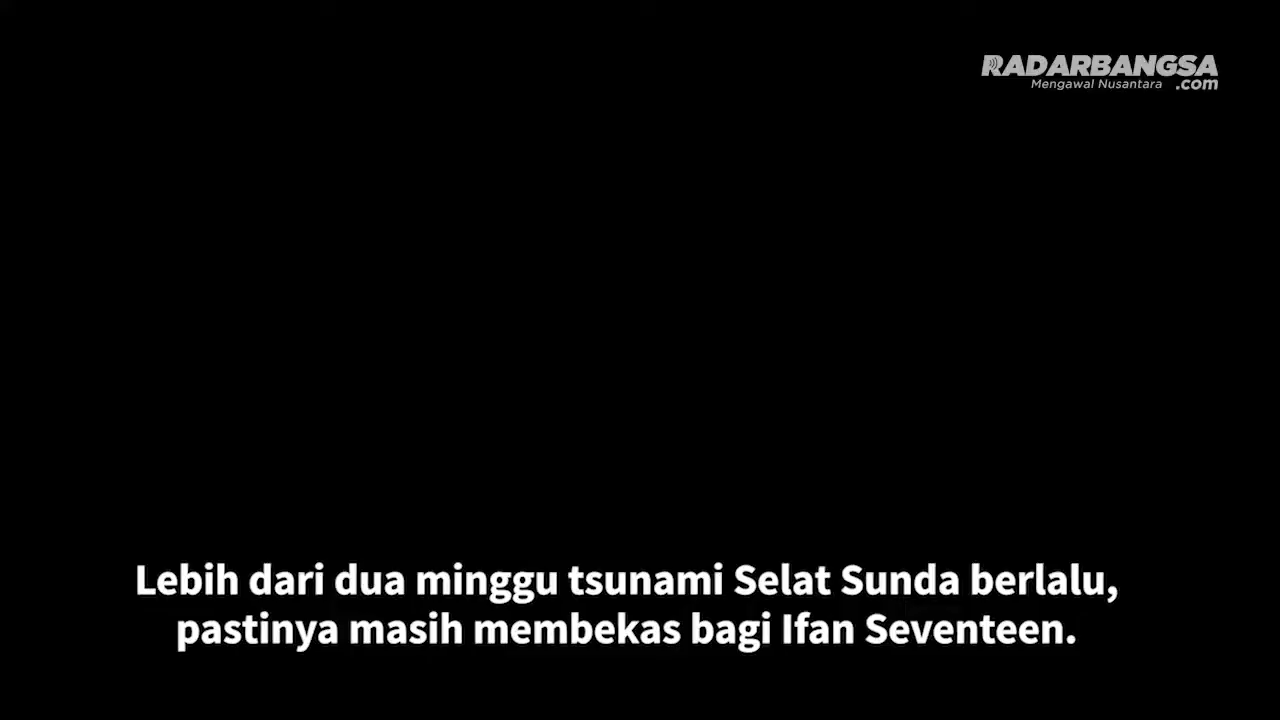 RADARBANGSA
Mengawal Nusantara .com
Lebih dari dua minggu tsunami Selat Sunda berlalu,
pastinya masih membekas bagi Ifan Seventeen.